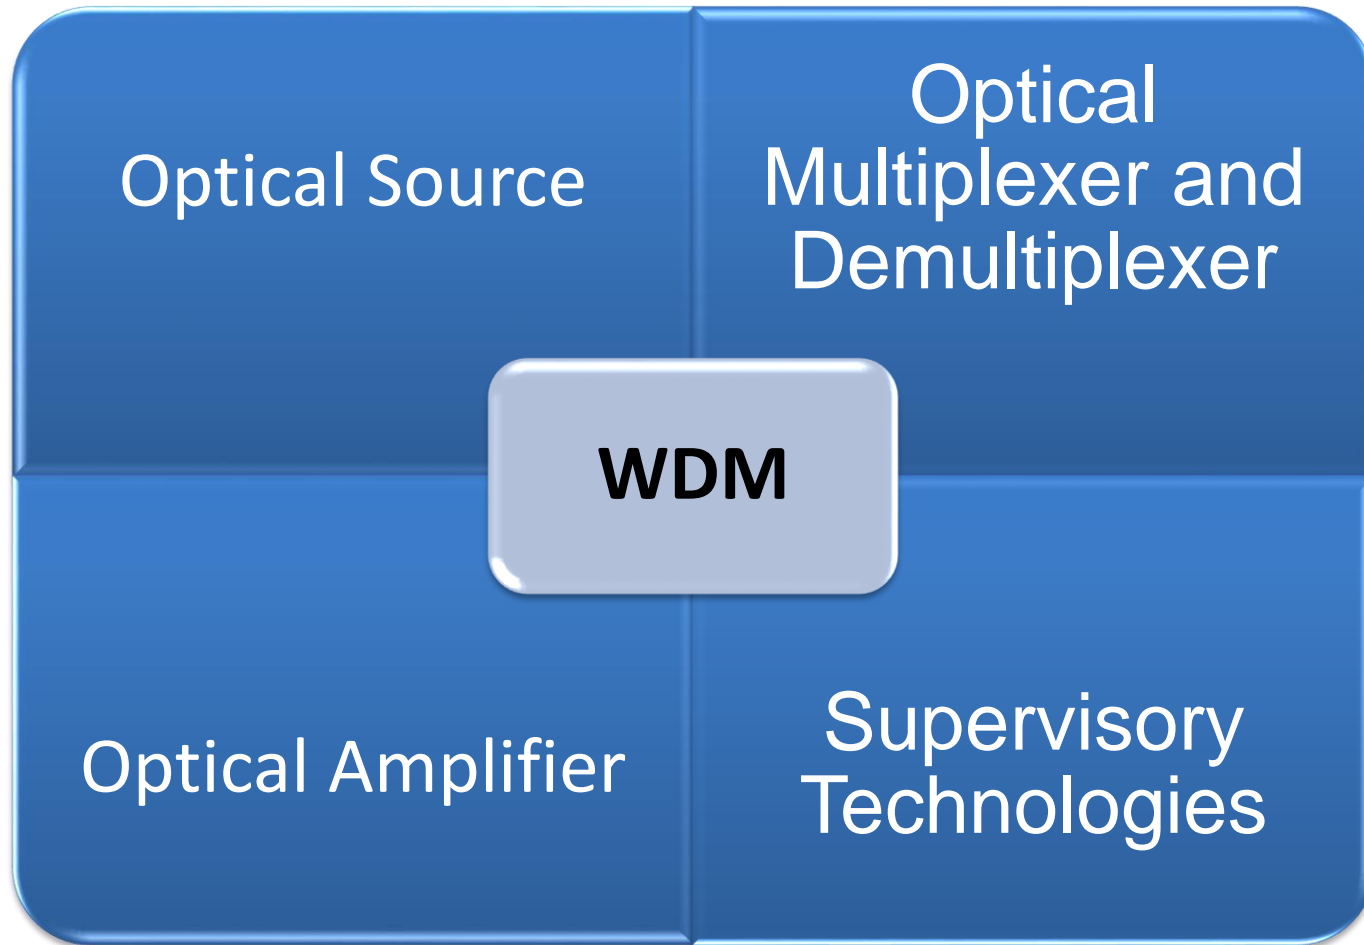 Optical Source
Optical
Multiplexer and
Demultiplexer
WDM
Optical Amplifier
Supervisory
Technologies